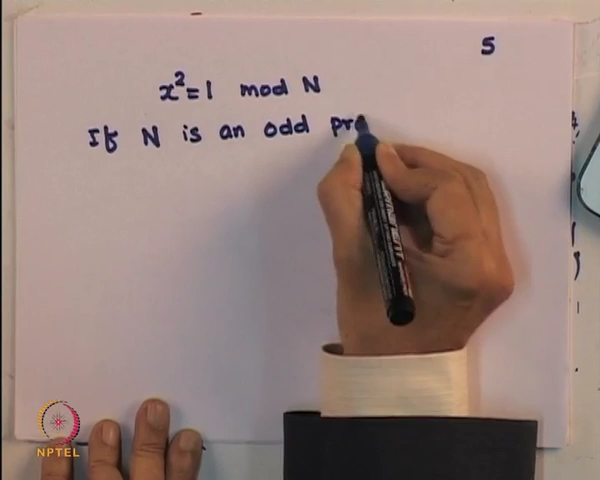 5
x² = 1 mod N
If N is an odd pr
NPTEL